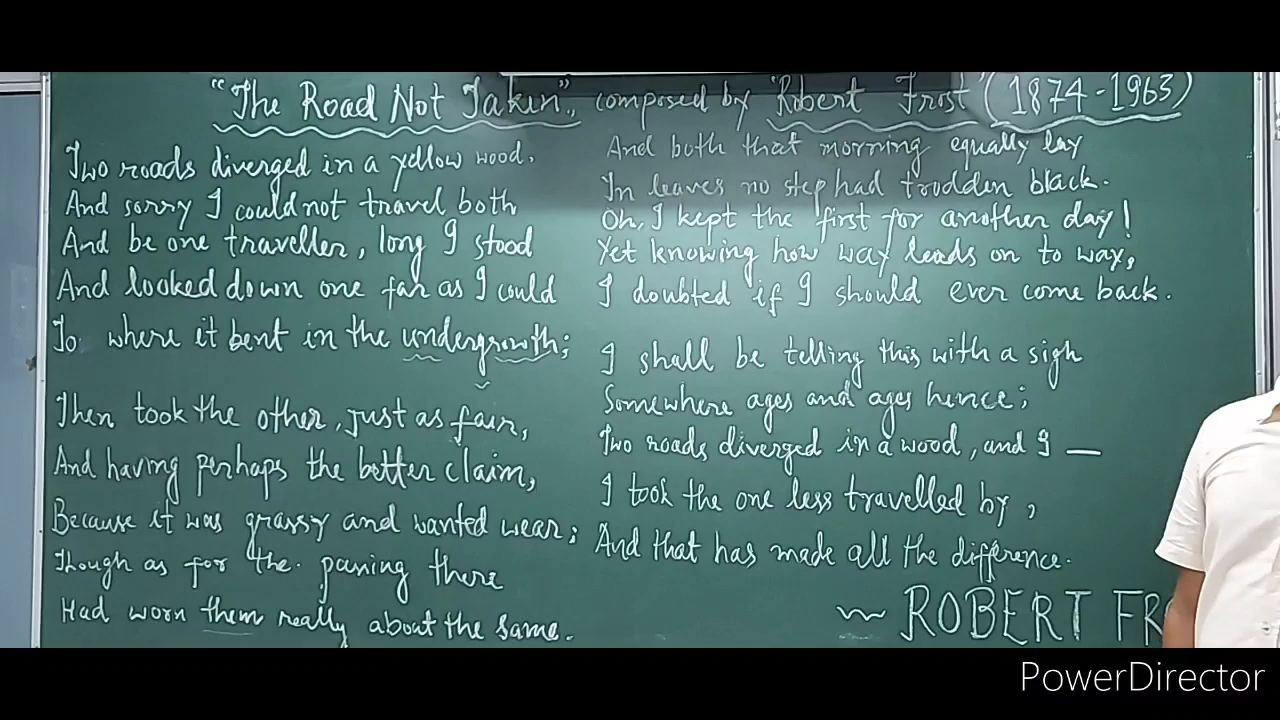 "The Road Not Taken", composed by "Robert Frost" (1874-1963)
Two roads diverged in a yellow wood,
And sorry I could not travel both
And be one traveller, long I stood
And looked down one far as I could
To where it bent in the undergrowth;
Then took the other, just as fair,
And having perhaps the better claim,
Because it was grassy and wanted wear;
Though as for the passing there
Had worn them really about the same.
And both that morning equally lay
In leaves no step had trodden black.
Oh, I kept the first for another day!
Yet knowing how way leads on to way,
I doubted if I should ever come back.
I shall be telling this with a sigh
Somewhere ages and ages hence;
Two roads diverged in a wood, and I —
I took the one less travelled by,
And that has made all the difference.
~ ROBERT FRO
PowerDirector